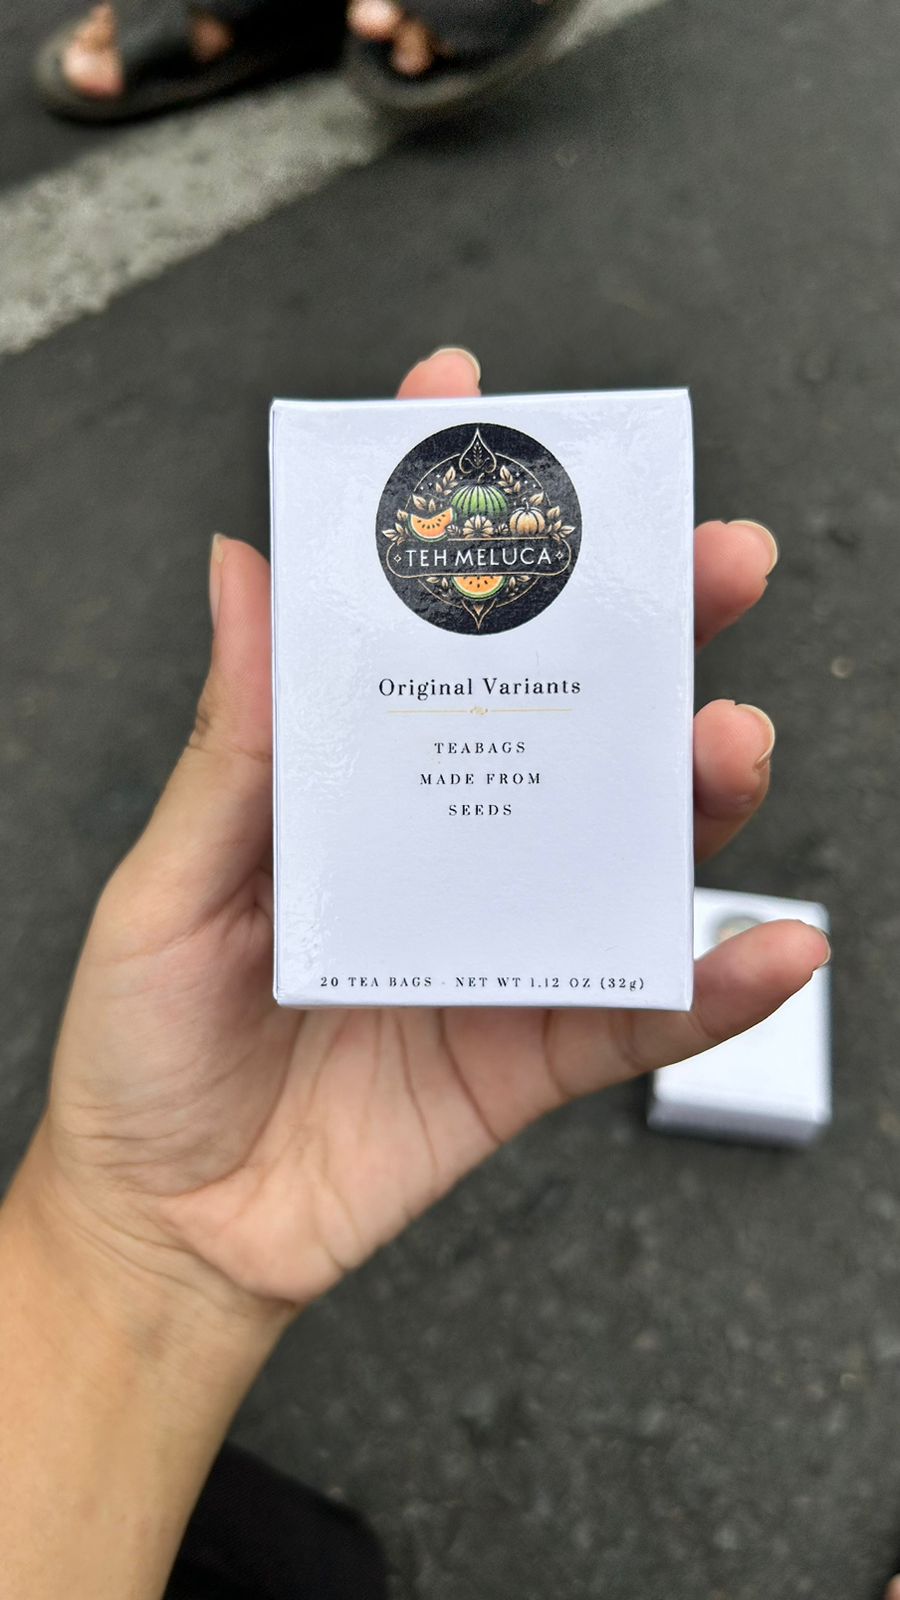 TEH MELUCA
Original Variants
TEABAGS
MADE FROM
SEEDS
20 TEA BAGS · NET WT 1.12 OZ (32g)